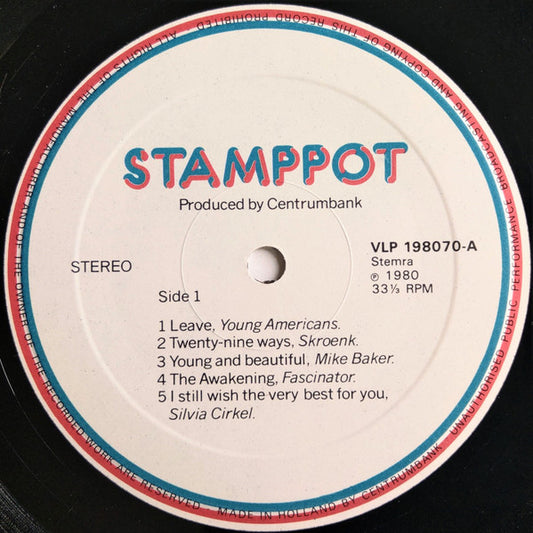 STAMPPOT
Produced by Centrumbank
STEREO
VLP 198070-A
Stemra
℗ 1980
33⅓ RPM
Side 1
1 Leave, Young Americans.
2 Twenty-nine ways, Skroenk.
3 Young and beautiful, Mike Baker.
4 The Awakening, Fascinator.
5 I still wish the very best for you,
Silvia Cirkel.
ALL RIGHTS OF THE MANUFACTURER AND OF THE OWNER OF THE RECORDED WORK ARE RESERVED
UNAUTHORISED PUBLIC PERFORMANCE BROADCASTING AND COPYING OF THIS RECORD PROHIBITED
MADE IN HOLLAND BY CENTRUMBANK